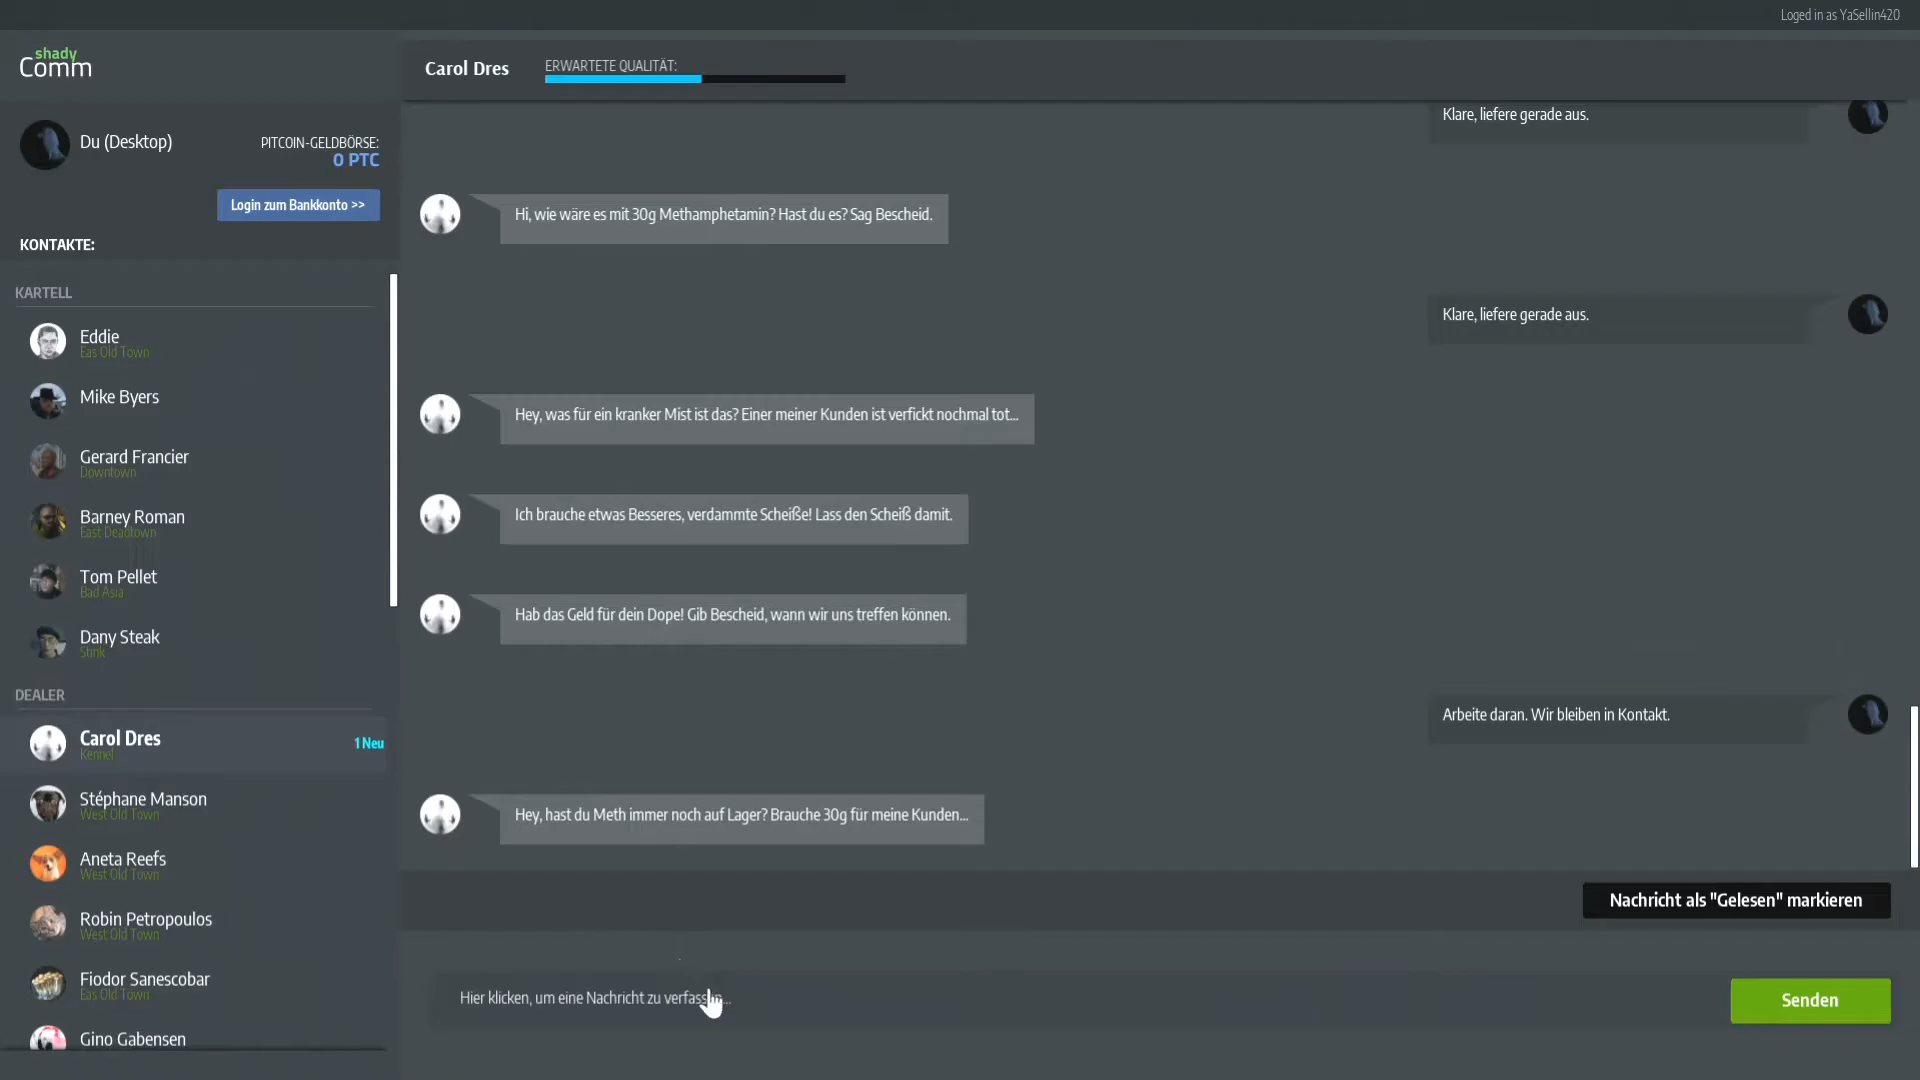 Loged in as YaSellin420
shady
Comm
Carol Dres
ERWARTETE QUALITÄT:
Du (Desktop)
PITCOIN-GELDBÖRSE:
0 PTC
Login zum Bankkonto >>
KONTAKTE:
KARTELL
Eddie
Eas Old Town
Mike Byers
Gerard Francier
Downtown
Barney Roman
East Deadtown
Tom Pellet
Bad Asia
Dany Steak
Stink
DEALER
Carol Dres
Kennel
1 Neu
Stéphane Manson
West Old Town
Aneta Reefs
West Old Town
Robin Petropoulos
West Old Town
Fiodor Sanescobar
Eas Old Town
Gino Gabensen
Klare, liefere gerade aus.
Hi, wie wäre es mit 30g Methamphetamin? Hast du es? Sag Bescheid.
Klare, liefere gerade aus.
Hey, was für ein kranker Mist ist das? Einer meiner Kunden ist verfickt nochmal tot...
Ich brauche etwas Besseres, verdammte Scheiße! Lass den Scheiß damit.
Hab das Geld für dein Dope! Gib Bescheid, wann wir uns treffen können.
Arbeite daran. Wir bleiben in Kontakt.
Hey, hast du Meth immer noch auf Lager? Brauche 30g für meine Kunden...
Nachricht als "Gelesen" markieren
Hier klicken, um eine Nachricht zu verfassen...
Senden